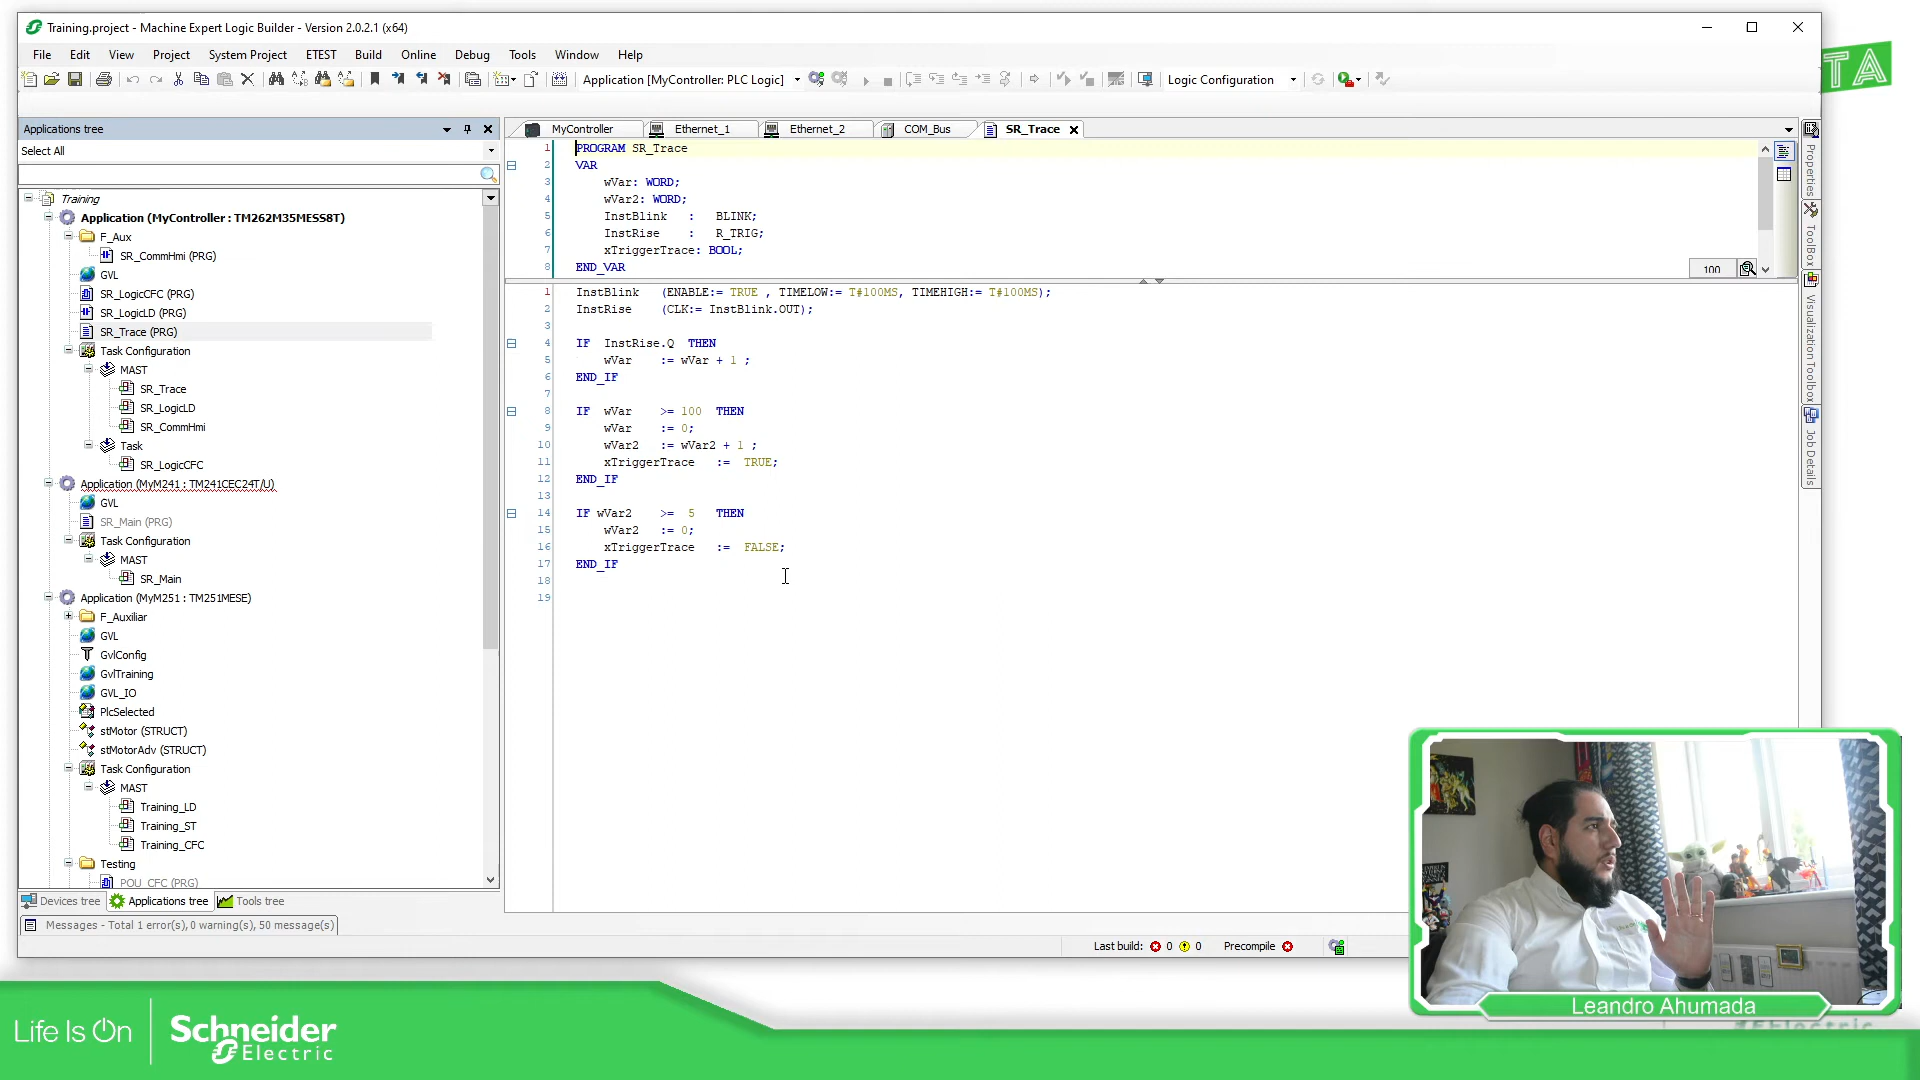 Training.project - Machine Expert Logic Builder - Version 2.0.2.1 (x64)
File Edit View Project System Project ETEST Build Online Debug Tools Window Help
Application [MyController: PLC Logic] Logic Configuration
TA
Applications tree
Select All
Training
Application (MyController : TM262M35MESS8T)
F_Aux
SR_CommHmi (PRG)
GVL
SR_LogicCFC (PRG)
SR_LogicLD (PRG)
SR_Trace (PRG)
Task Configuration
MAST
SR_Trace
SR_LogicLD
SR_CommHmi
Task
SR_LogicCFC
Application (MyM241 : TM241CEC24T/U)
GVL
SR_Main (PRG)
Task Configuration
MAST
SR_Main
Application (MyM251 : TM251MESE)
F_Auxiliar
GVL
GvlConfig
GvlTraining
GVL_IO
PlcSelected
stMotor (STRUCT)
stMotorAdv (STRUCT)
Task Configuration
MAST
Training_LD
Training_ST
Training_CFC
Testing
POU_CFC (PRG)
Devices tree Applications tree Tools tree
Messages - Total 1 error(s), 0 warning(s), 50 message(s)
MyController Ethernet_1 Ethernet_2 COM_Bus SR_Trace
1 PROGRAM SR_Trace
2 VAR
3 wVar: WORD;
4 wVar2: WORD;
5 InstBlink : BLINK;
6 InstRise : R_TRIG;
7 xTriggerTrace: BOOL;
8 END_VAR
100
1 InstBlink (ENABLE:= TRUE , TIMELOW:= T#100MS, TIMEHIGH:= T#100MS);
2 InstRise (CLK:= InstBlink.OUT);
3
4 IF InstRise.Q THEN
5 wVar := wVar + 1 ;
6 END_IF
7
8 IF wVar >= 100 THEN
9 wVar := 0;
10 wVar2 := wVar2 + 1 ;
11 xTriggerTrace := TRUE;
12 END_IF
13
14 IF wVar2 >= 5 THEN
15 wVar2 := 0;
16 xTriggerTrace := FALSE;
17 END_IF
18
19
Properties
ToolBox
Visualization Toolbox
Job Details
Last build: 0 0 Precompile
Leandro Ahumada
Life Is On
Schneider
Electric